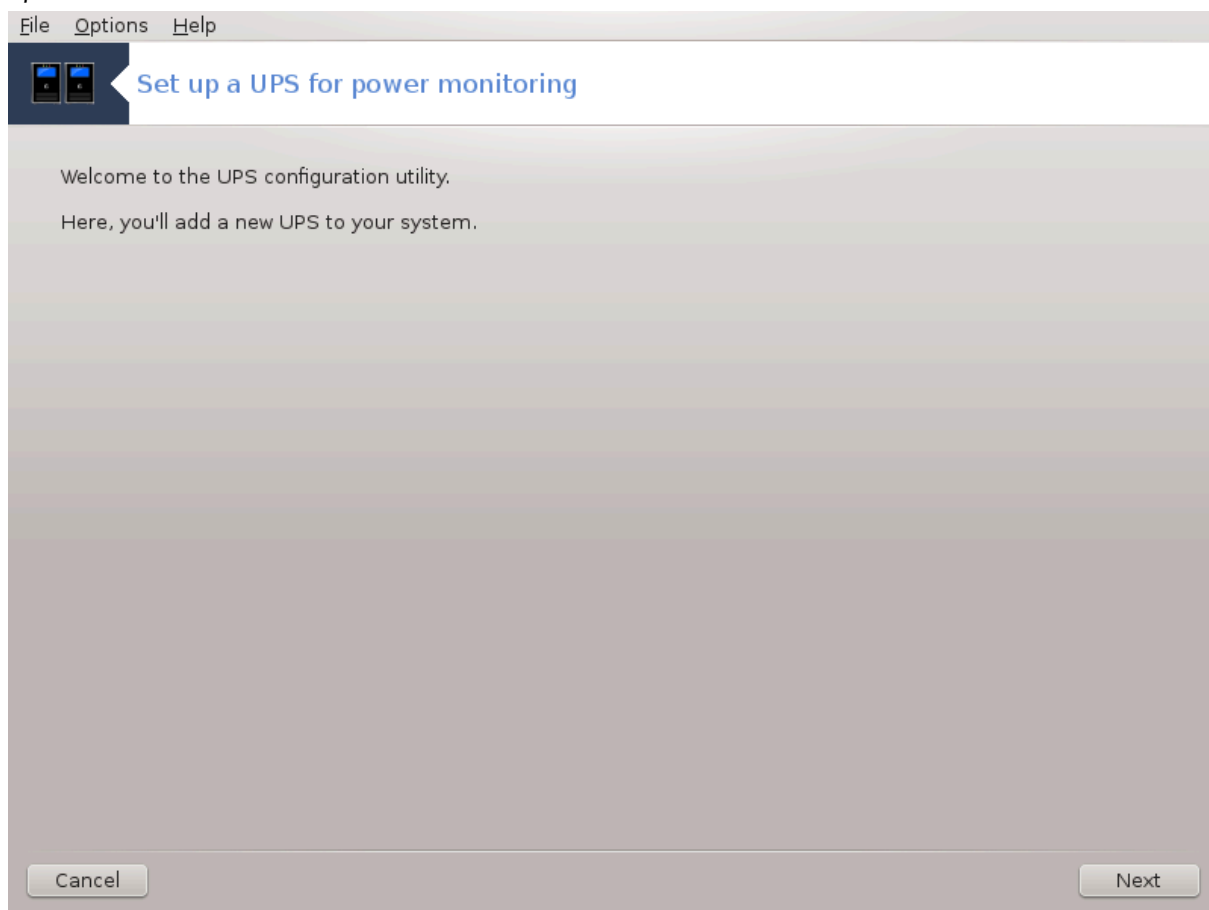 File Options Help
Set up a UPS for power monitoring
Welcome to the UPS configuration utility.
Here, you'll add a new UPS to your system.
Cancel Next